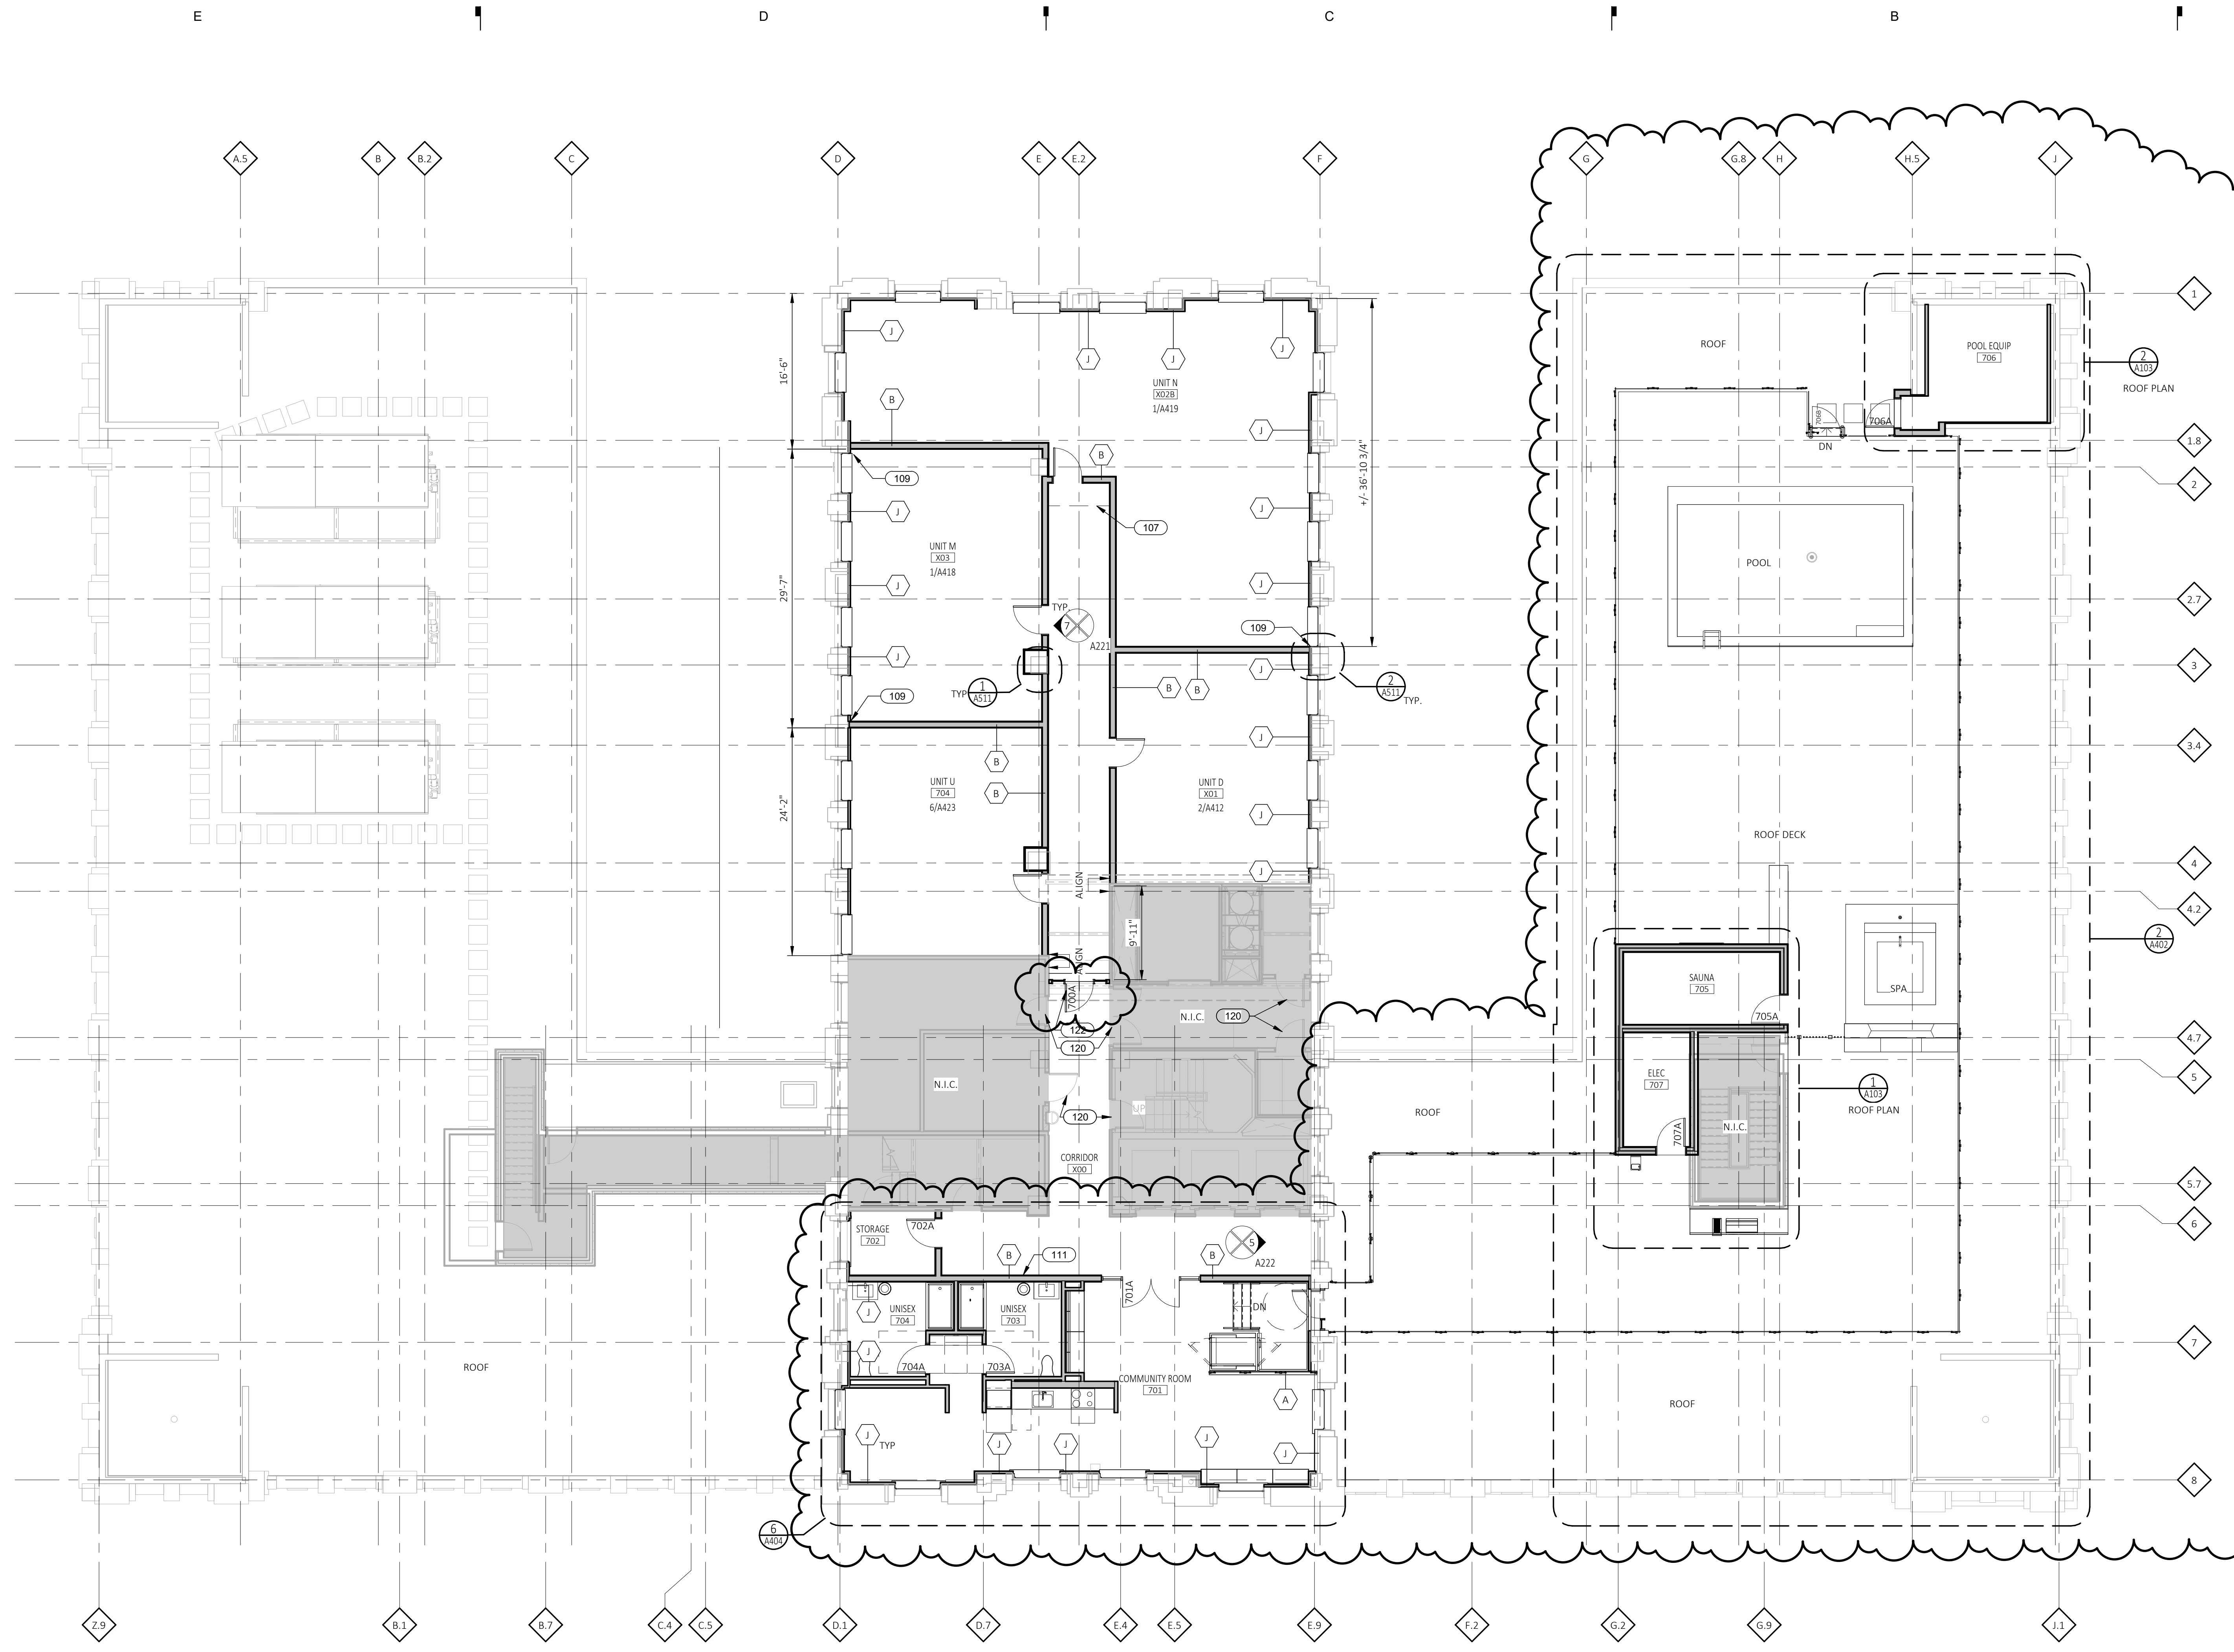 E
D
C
B
A.5
B
B.2
C
D
E
E.2
F
G
G.8
H
H.5
J
1
1.8
2
2.7
3
3.4
4
4.2
4.7
5
5.7
6
7
8
16'-6"
29'-7"
24'-2"
+/- 36'-10 3/4"
9'-11"
J
J
J
J
B
UNIT N
X02B
1/A419
J
B
109
J
107
J
UNIT M
X03
1/A418
J
J
TYP.
7
A221
109
J
J
1
A511
TYP
2
A511
TYP.
B
B
109
J
B
UNIT U
704
6/A423
B
UNIT D
X01
2/A412
J
J
ALIGN
ALIGN
700A
N.I.C.
120
122
120
N.I.C.
120
UP
CORRIDOR
X00
ROOF
POOL EQUIP
706
2
A103
ROOF PLAN
706B
706A
DN
POOL
ROOF DECK
2
A402
SAUNA
705
SPA
705A
ELEC
707
1
A103
ROOF PLAN
707A
N.I.C.
ROOF
STORAGE
702
702A
B
111
B
5
A222
701A
J
UNISEX
704
UNISEX
703
DN
J
704A
703A
COMMUNITY ROOM
701
A
J
TYP
J
J
J
J
ROOF
ROOF
6
A404
Z.9
B.1
B.7
C.4
C.5
D.1
D.7
E.4
E.5
E.9
F.2
G.2
G.9
J.1